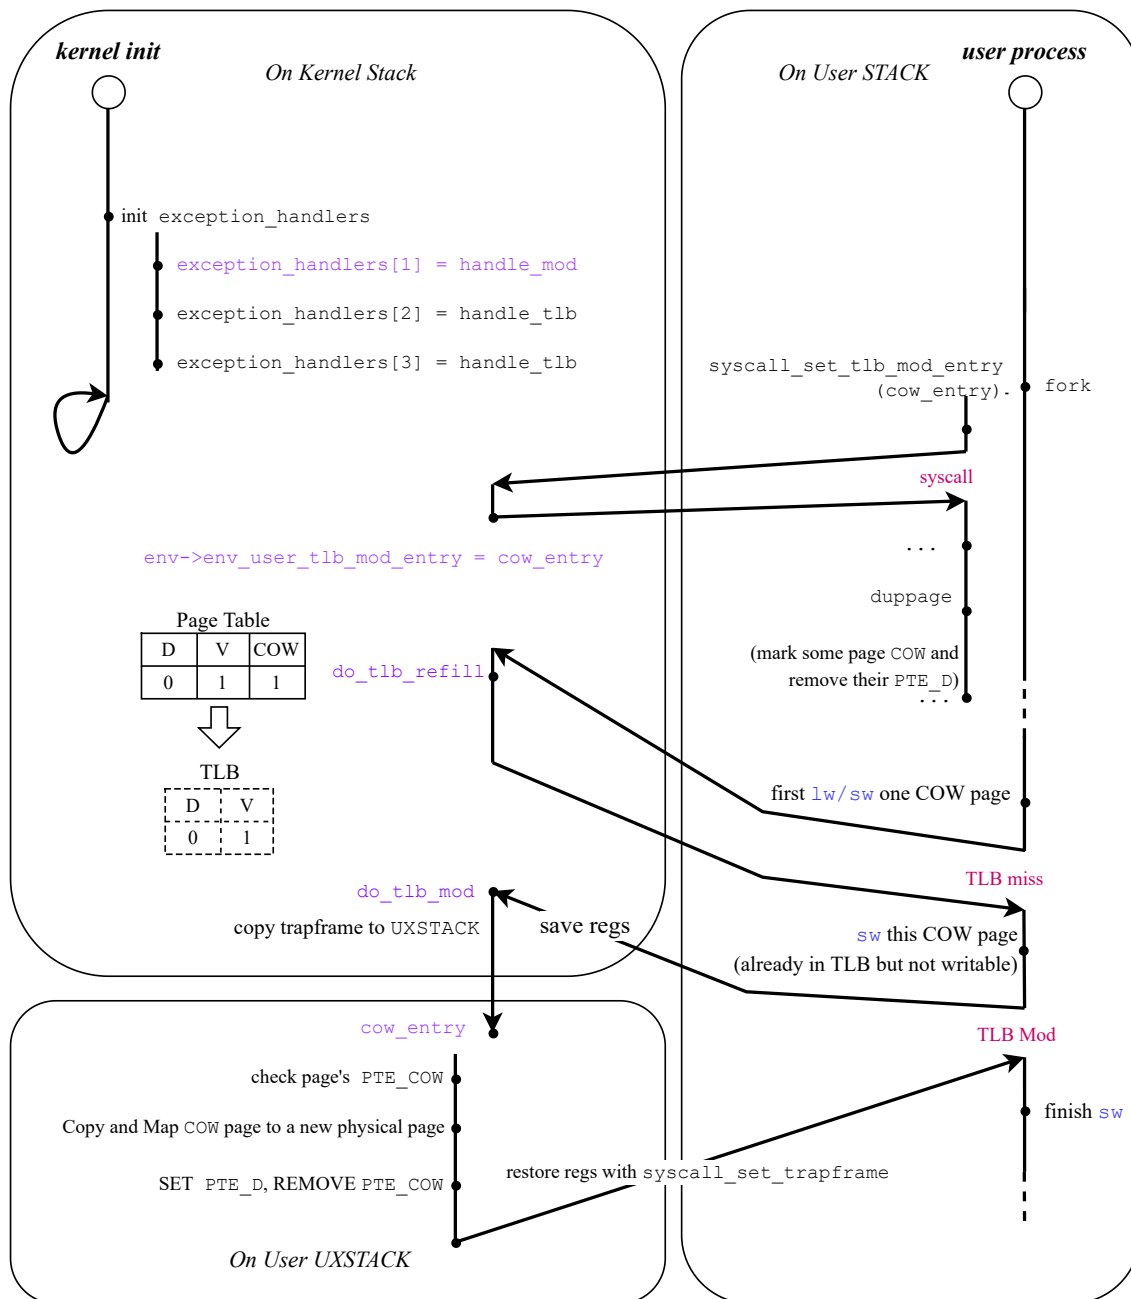 kernel init
On Kernel Stack
init exception_handlers
exception_handlers[1] = handle_mod
exception_handlers[2] = handle_tlb
exception_handlers[3] = handle_tlb
user process
On User STACK
syscall_set_tlb_mod_entry
(cow_entry).
fork
syscall
env->env_user_tlb_mod_entry = cow_entry
...
duppage
(mark some page COW and
remove their PTE_D)
...
Page Table
D V COW
0 1 1
do_tlb_refill
TLB
D V
0 1
first lw/sw one COW page
TLB miss
do_tlb_mod
copy trapframe to UXSTACK
save regs
sw this COW page
(already in TLB but not writable)
TLB Mod
cow_entry
check page's PTE_COW
Copy and Map COW page to a new physical page
SET PTE_D, REMOVE PTE_COW
restore regs with syscall_set_trapframe
finish sw
On User UXSTACK